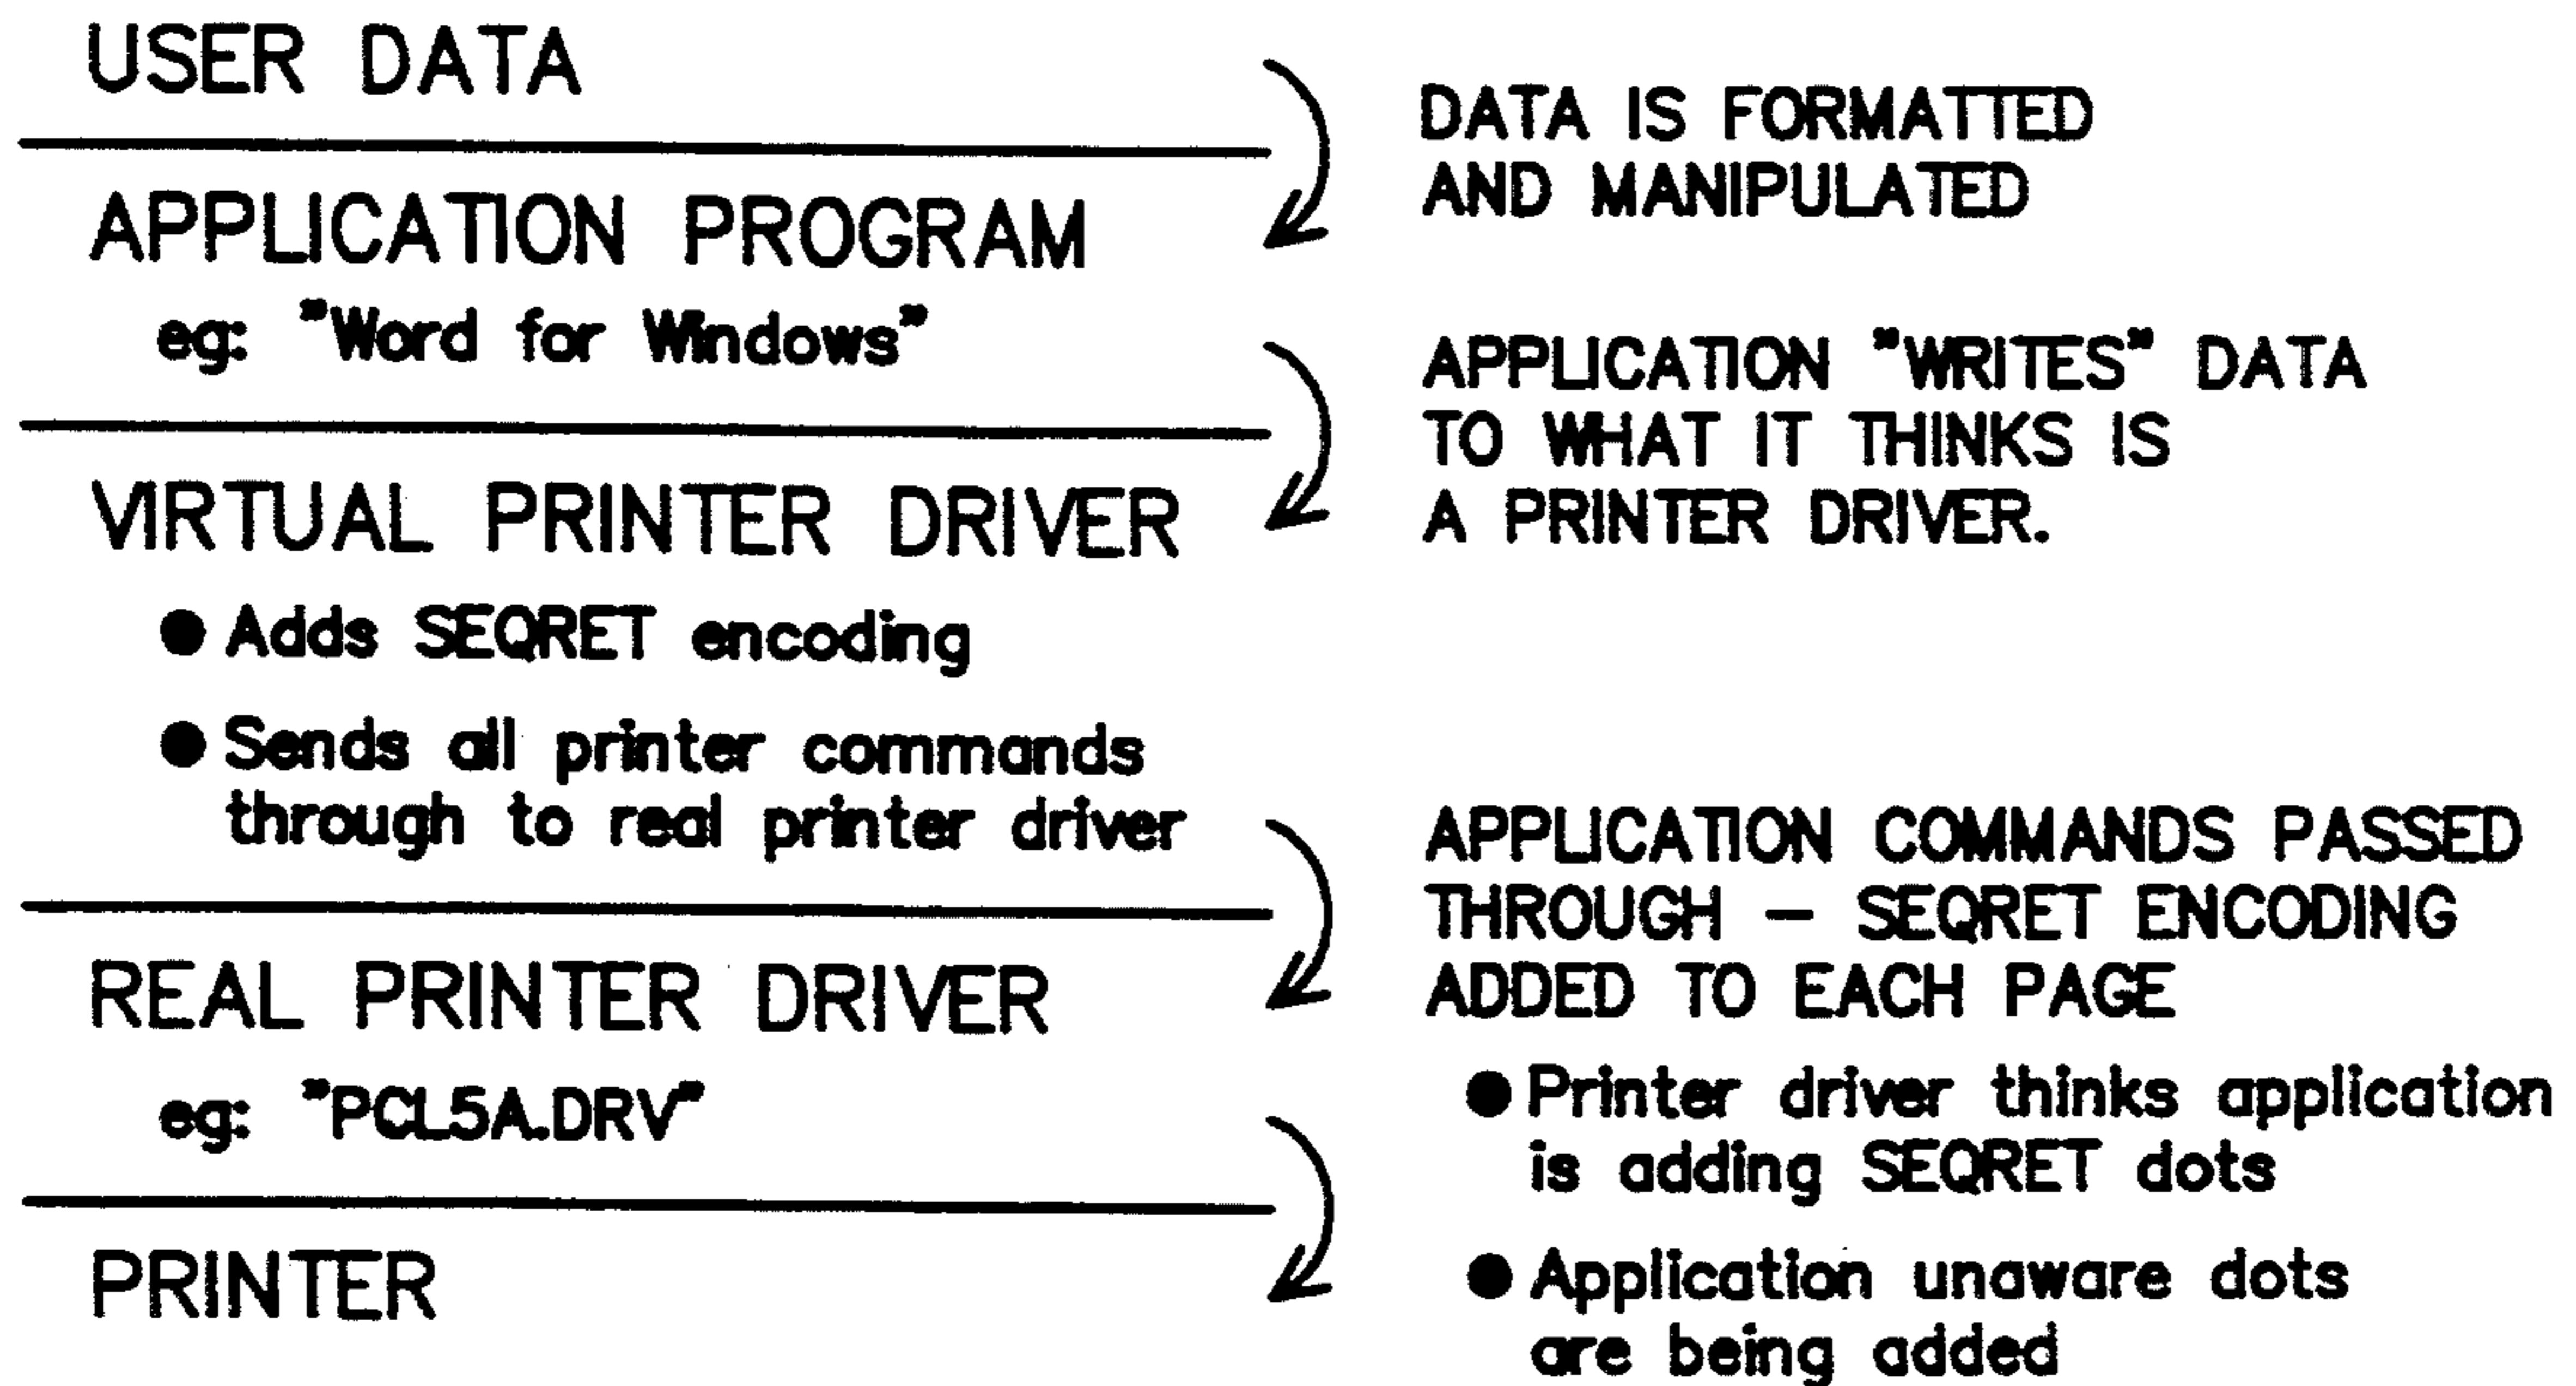 USER DATA
DATA IS FORMATTED
AND MANIPULATED
APPLICATION PROGRAM
eg: "Word for Windows"
APPLICATION "WRITES" DATA
TO WHAT IT THINKS IS
A PRINTER DRIVER.
VIRTUAL PRINTER DRIVER
● Adds SEQRET encoding
● Sends all printer commands
through to real printer driver
APPLICATION COMMANDS PASSED
THROUGH – SEQRET ENCODING
ADDED TO EACH PAGE
REAL PRINTER DRIVER
eg: "PCL5A.DRV"
● Printer driver thinks application
is adding SEQRET dots
● Application unaware dots
are being added
PRINTER